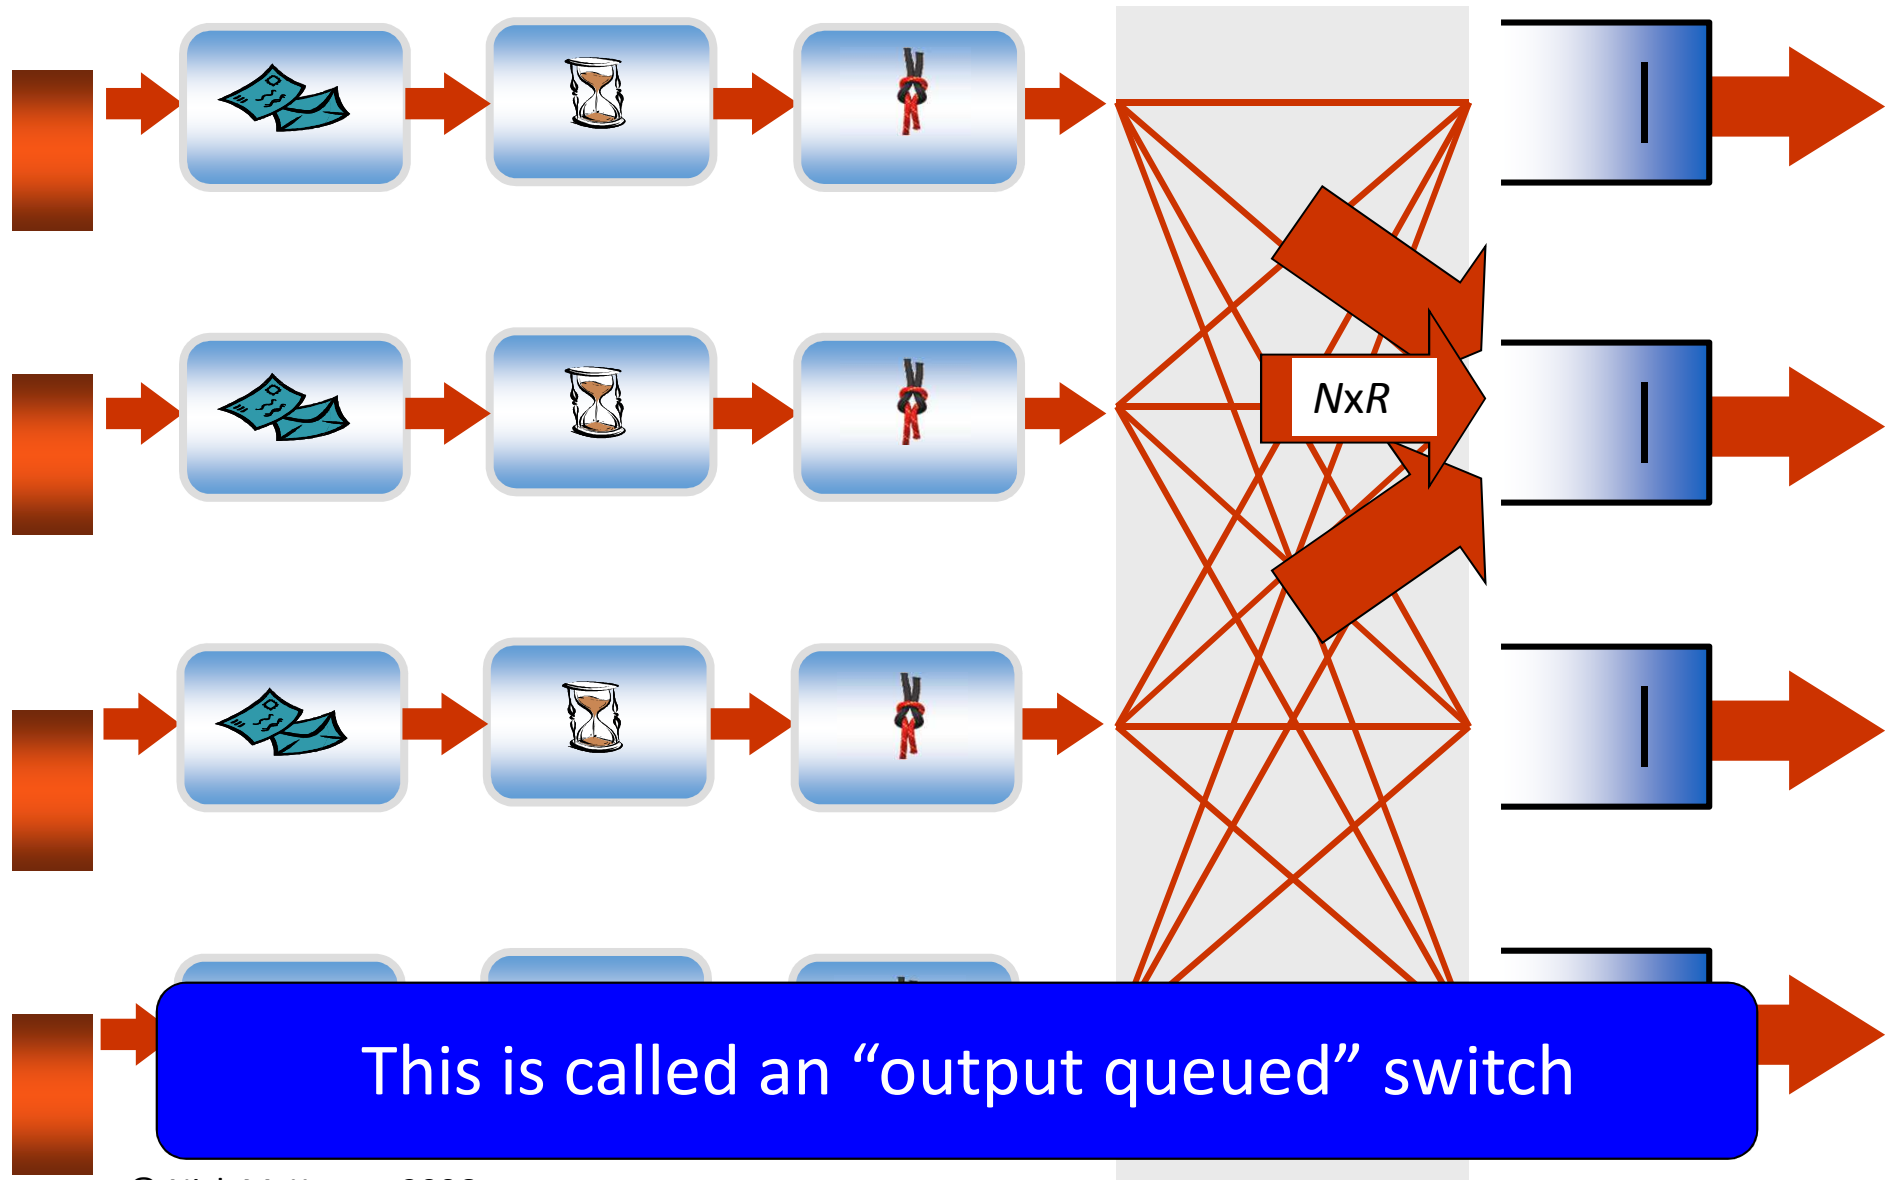 NxR
This is called an “output queued” switch